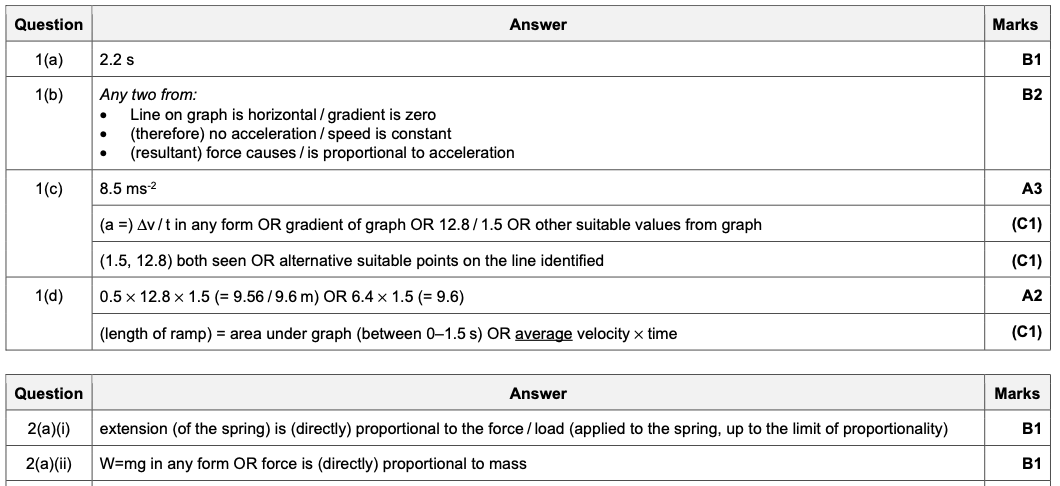 Question Answer Marks
1(a) 2.2 s B1
1(b) Any two from: B2
• Line on graph is horizontal / gradient is zero
• (therefore) no acceleration / speed is constant
• (resultant) force causes / is proportional to acceleration
1(c) 8.5 ms⁻² A3
(a =) Δv / t in any form OR gradient of graph OR 12.8 / 1.5 OR other suitable values from graph (C1)
(1.5, 12.8) both seen OR alternative suitable points on the line identified (C1)
1(d) 0.5 × 12.8 × 1.5 (= 9.56 / 9.6 m) OR 6.4 × 1.5 (= 9.6) A2
(length of ramp) = area under graph (between 0–1.5 s) OR average velocity × time (C1)
Question Answer Marks
2(a)(i) extension (of the spring) is (directly) proportional to the force / load (applied to the spring, up to the limit of proportionality) B1
2(a)(ii) W=mg in any form OR force is (directly) proportional to mass B1